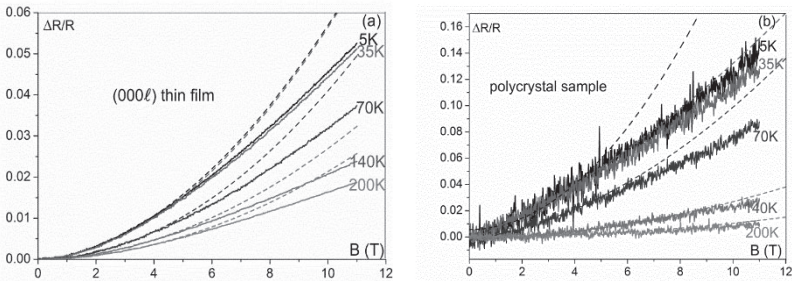 0.06
ΔR/R
(a)
5K
35K
0.05
0.04
(000ℓ) thin film
70K
0.03
0.02
140K
200K
0.01
B (T)
0.00
0 2 4 6 8 10 12
0.16
ΔR/R
(b)
5K
0.14
35K
0.12
polycrystal sample
0.10
0.08
70K
0.06
0.04
140K
0.02
200K
0.00
B (T)
0 2 4 6 8 10 12